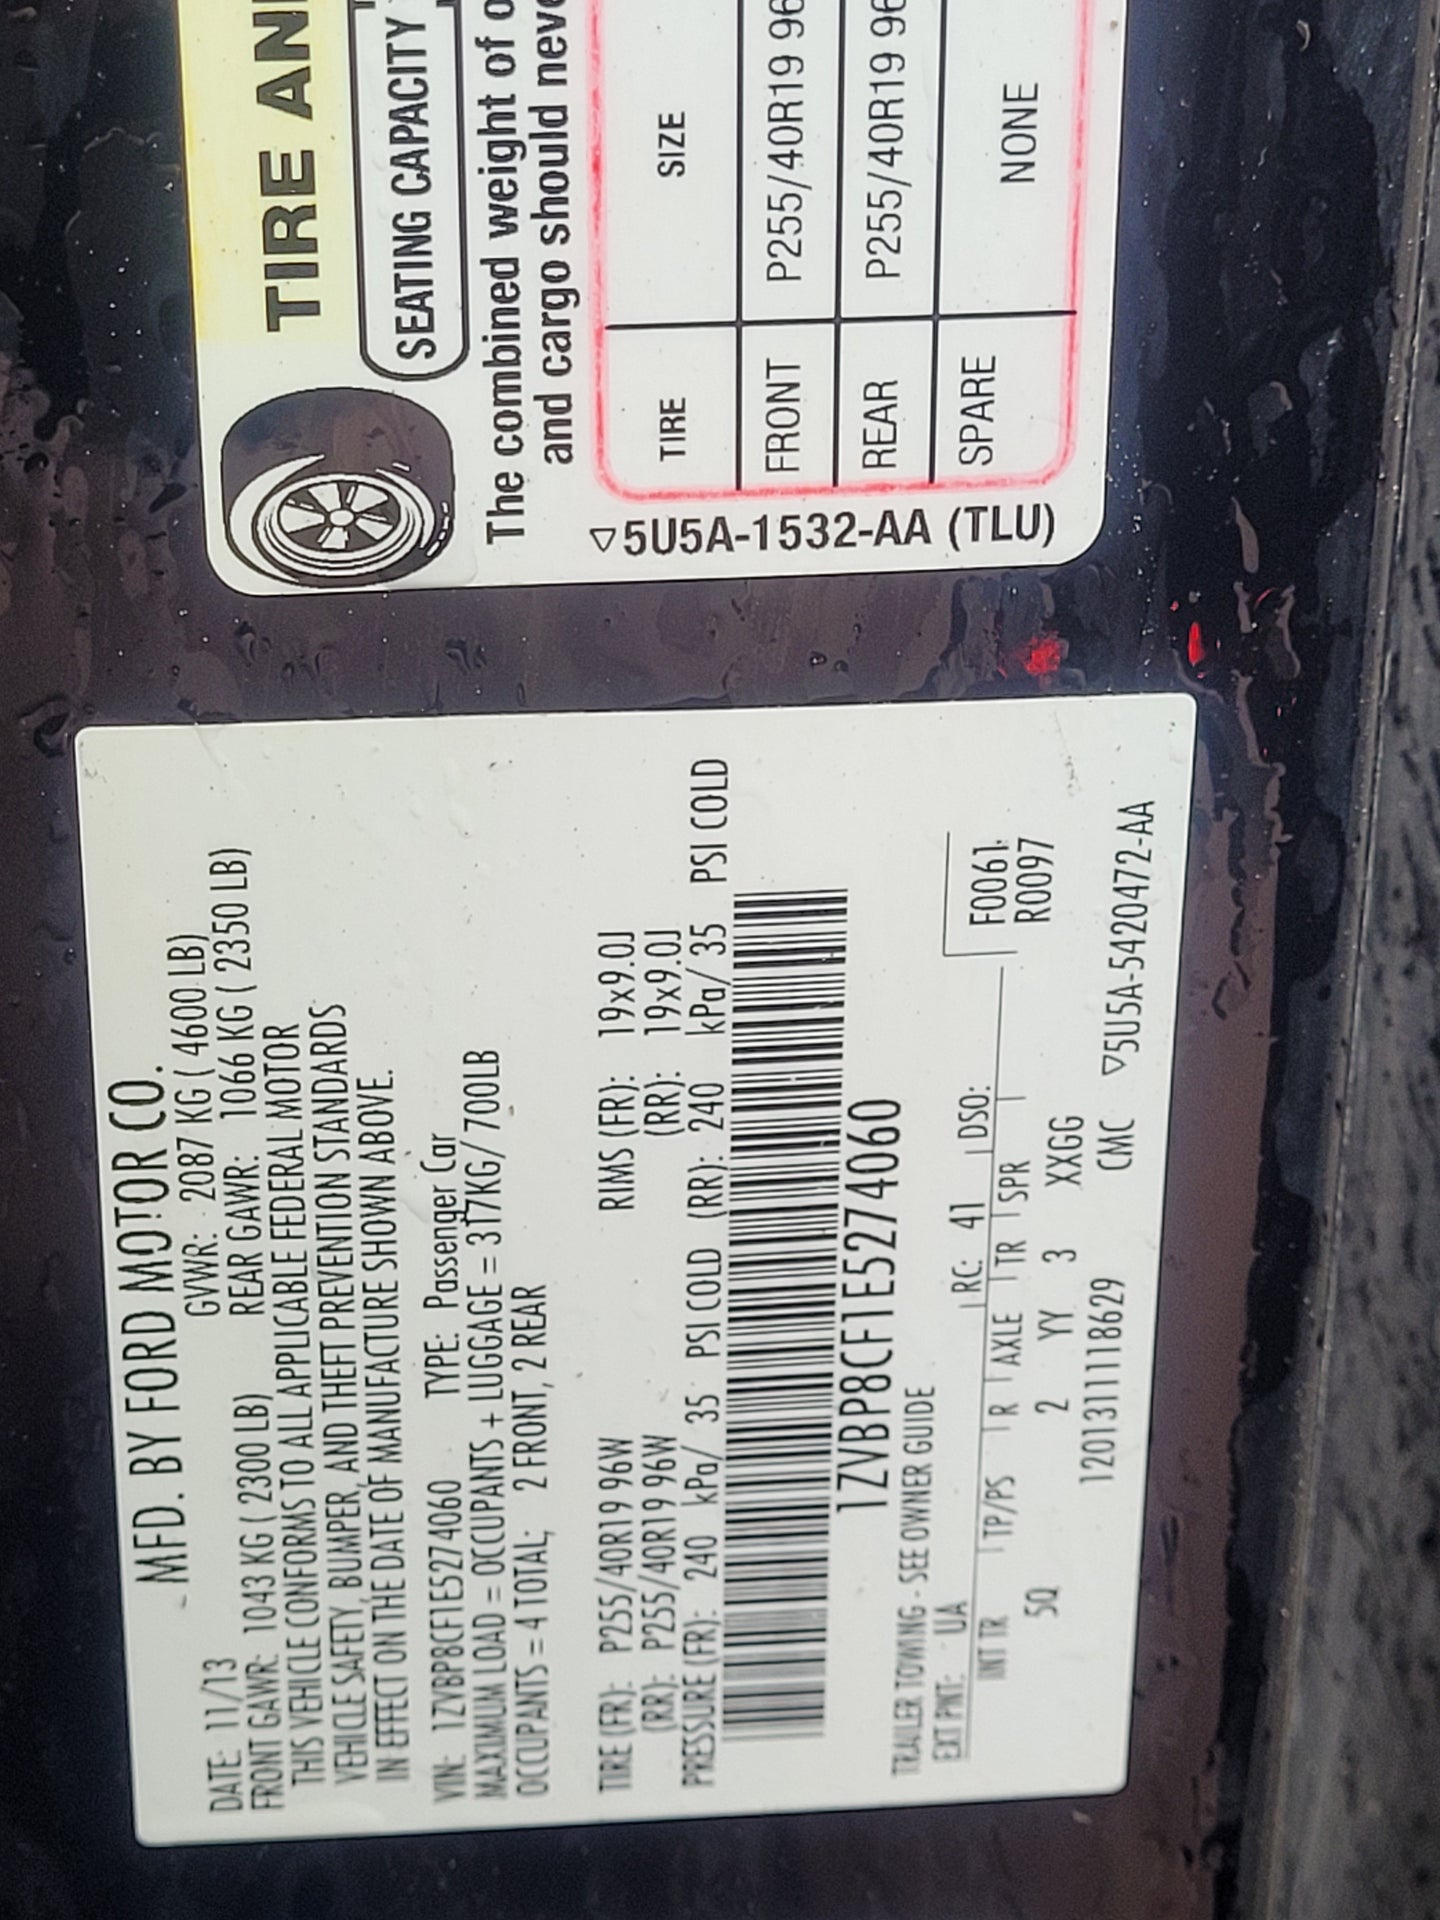 MFD. BY FORD MOTOR CO.
DATE: 11/13 GVWR: 2087 KG ( 4600 LB)
FRONT GAWR: 1043 KG ( 2300 LB) REAR GAWR: 1066 KG ( 2350 LB)
THIS VEHICLE CONFORMS TO ALL APPLICABLE FEDERAL MOTOR
VEHICLE SAFETY, BUMPER, AND THEFT PREVENTION STANDARDS
IN EFFECT ON THE DATE OF MANUFACTURE SHOWN ABOVE.
VIN: 1ZVBP8CF1E5274060 TYPE: Passenger Car
MAXIMUM LOAD = OCCUPANTS + LUGGAGE = 317KG/ 700LB
OCCUPANTS = 4 TOTAL; 2 FRONT, 2 REAR
TIRE (FR): P255/40R19 96W RIMS (FR): 19x9.0J
(RR): P255/40R19 96W (RR): 19x9.0J
PRESSURE (FR): 240 kPa/ 35 PSI COLD (RR): 240 kPa/ 35 PSI COLD
1ZVBP8CF1E5274060
TRAILER TOWING - SEE OWNER GUIDE
EXT PNT: UA RC: 41 DSO: F0061
INT TR TP/PS R AXLE TR SPR R0097
5Q 2 YY 3 XXGG
12013111118629 CMC ▽5U5A-5420472-AA
TIRE AN
SEATING CAPACITY
The combined weight of o
and cargo should neve
TIRE SIZE
FRONT P255/40R19 96
REAR P255/40R19 96
SPARE NONE
▽5U5A-1532-AA (TLU)